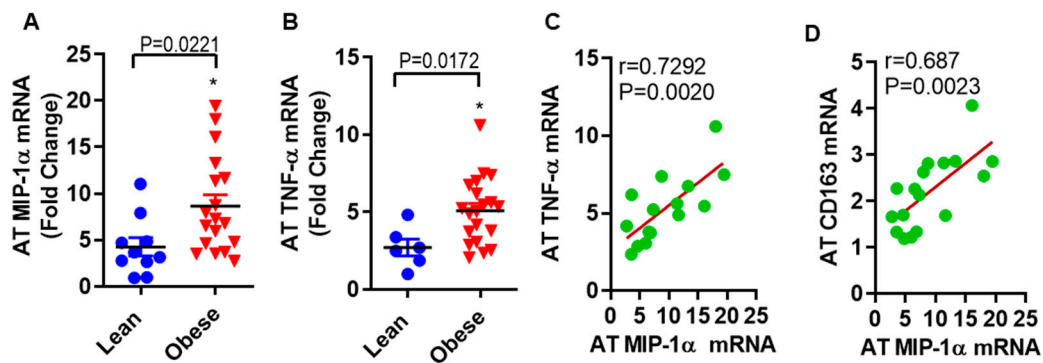 A
P=0.0221
*
AT MIP-1α mRNA
(Fold Change)
25
20
15
10
5
0
Lean
Obese
B
P=0.0172
*
AT TNF-α mRNA
(Fold Change)
15
10
5
0
Lean
Obese
C
r=0.7292
P=0.0020
AT TNF-α mRNA
15
10
5
0
0 5 10 15 20 25
AT MIP-1α mRNA
D
r=0.687
P=0.0023
AT CD163 mRNA
5
4
3
2
1
0
0 5 10 15 20 25
AT MIP-1α mRNA